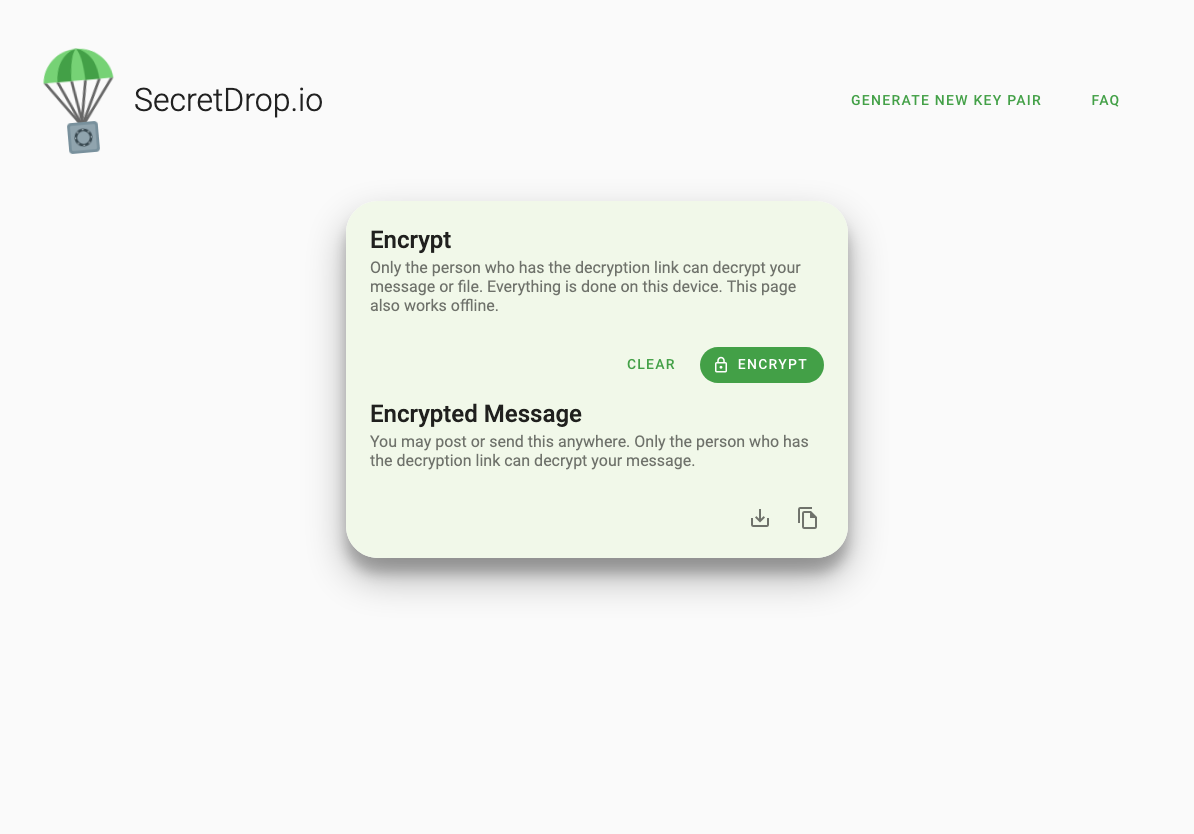 SecretDrop.io
GENERATE NEW KEY PAIR
FAQ
Encrypt
Only the person who has the decryption link can decrypt your
message or file. Everything is done on this device. This page
also works offline.
CLEAR
ENCRYPT
Encrypted Message
You may post or send this anywhere. Only the person who has
the decryption link can decrypt your message.